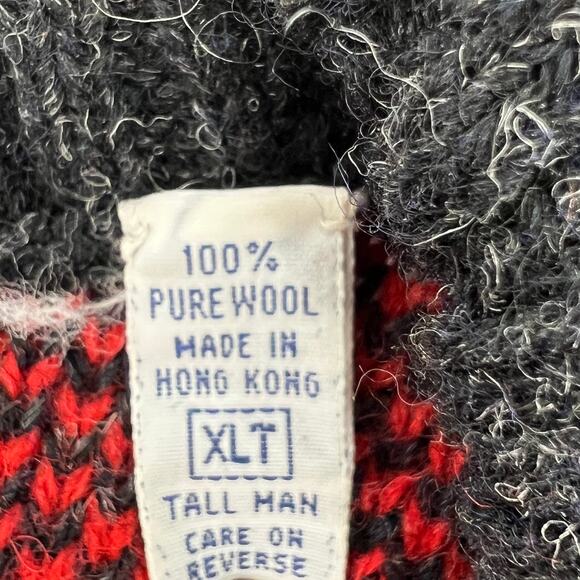 100%
PURE WOOL
MADE IN
HONG KONG
XLT
TALL MAN
CARE ON
REVERSE